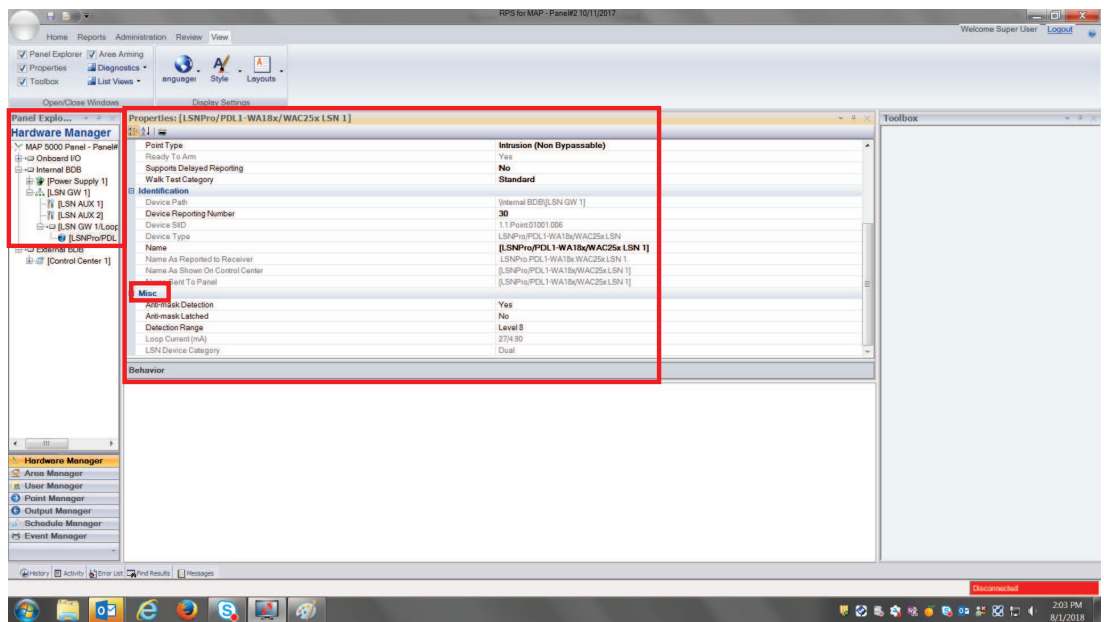 RPS for MAP - Panel#2 10/11/2017
Home Reports Administration Review View
Welcome Super User Logout
Panel Explorer Area Arming
Properties Diagnostics
Toolbox List Views
anguages Style Layouts
Open/Close Windows Display Settings
Panel Explo...
Hardware Manager
MAP 5000 Panel - Panel#
Onboard I/O
Internal BDB
[Power Supply 1]
[LSN GW 1]
[LSN AUX 1]
[LSN AUX 2]
[LSN GW 1/Loop
[LSNPro/PDL
External BDB
[Control Center 1]
Hardware Manager
Area Manager
User Manager
Point Manager
Output Manager
Schedule Manager
Event Manager
Properties: [LSNPro/PDL1-WA18x/WAC25x LSN 1]
Point Type Intrusion (Non Bypassable)
Ready To Arm Yes
Supports Delayed Reporting No
Walk Test Category Standard
Identification
Device Path \Internal BDB\[LSN GW 1]
Device Reporting Number 30
Device SIID 1.1.Point.01001.006
Device Type LSNPro/PDL1-WA18x/WAC25x LSN
Name [LSNPro/PDL1-WA18x/WAC25x LSN 1]
Name As Reported to Receiver .LSNPro.PDL1-WA18x.WAC25x LSN 1.
Name As Shown On Control Center [LSNPro/PDL1-WA18x/WAC25x LSN 1]
Name Sent To Panel [LSNPro/PDL1-WA18x/WAC25x LSN 1]
Misc
Anti-mask Detection Yes
Anti-mask Latched No
Detection Range Level 8
Loop Current (mA) 27/4.90
LSN Device Category Dual
Behavior
Toolbox
History Activity Error List Find Results Messages
Disconnected
2:03 PM
8/1/2018